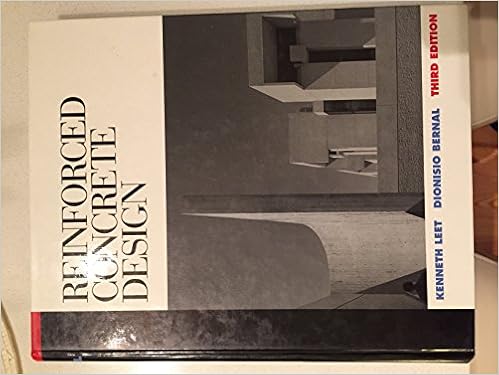 REINFORCED
CONCRETE
DESIGN
KENNETH LEET DIONISIO BERNAL THIRD EDITION